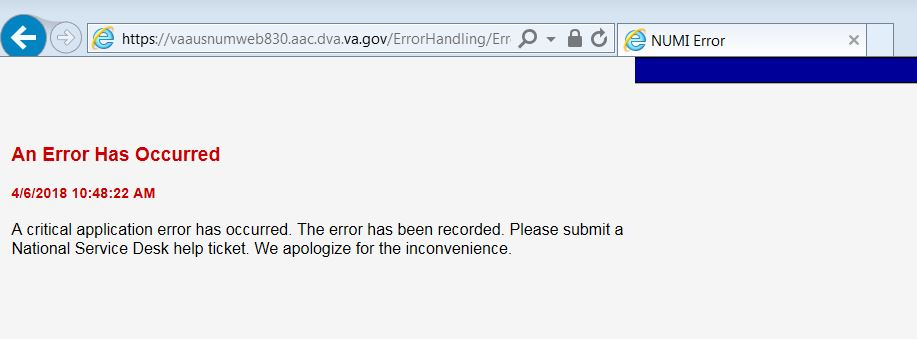 https://vaausnumweb830.aac.dva.va.gov/ErrorHandling/Err
NUMI Error
An Error Has Occurred
4/6/2018 10:48:22 AM
A critical application error has occurred. The error has been recorded. Please submit a
National Service Desk help ticket. We apologize for the inconvenience.